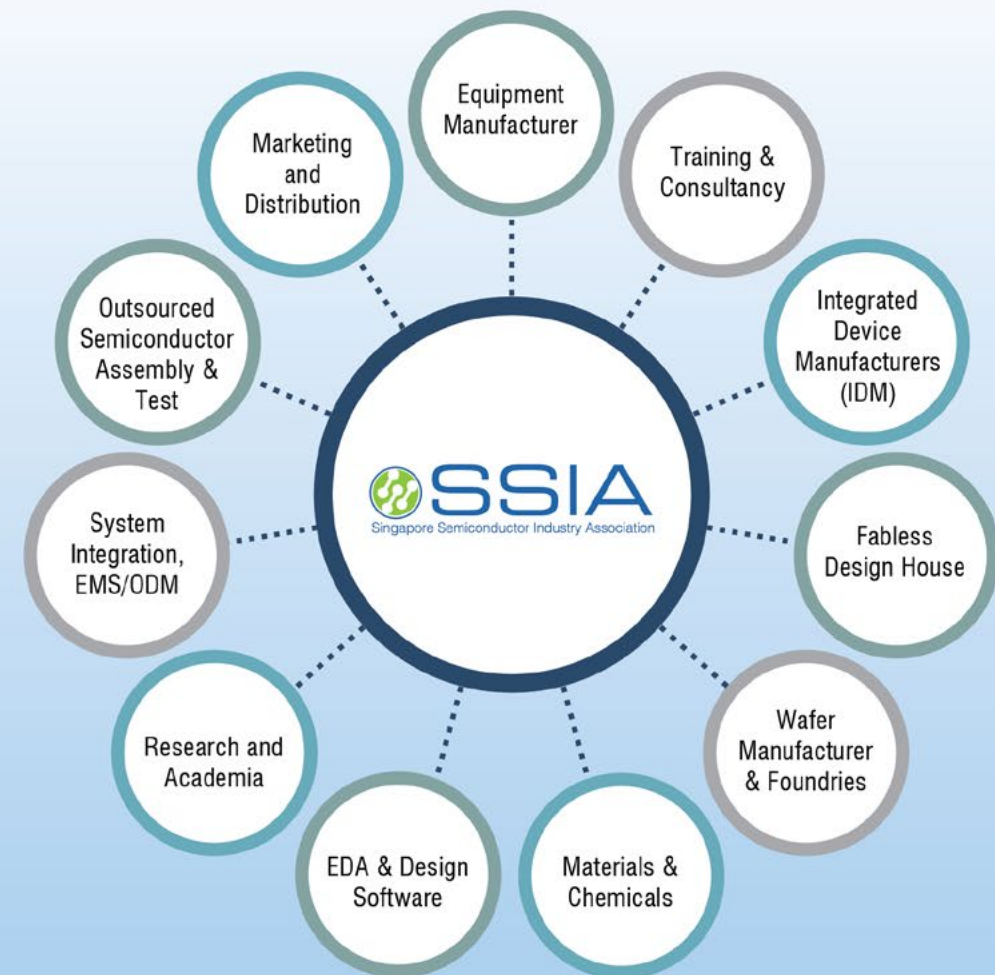 Equipment
Manufacturer
Training &
Consultancy
Integrated
Device
Manufacturers
(IDM)
Fabless
Design House
Wafer
Manufacturer
& Foundries
Materials &
Chemicals
EDA & Design
Software
Research and
Academia
System
Integration,
EMS/ODM
Outsourced
Semiconductor
Assembly &
Test
Marketing
and
Distribution
SSIA
Singapore Semiconductor Industry Association